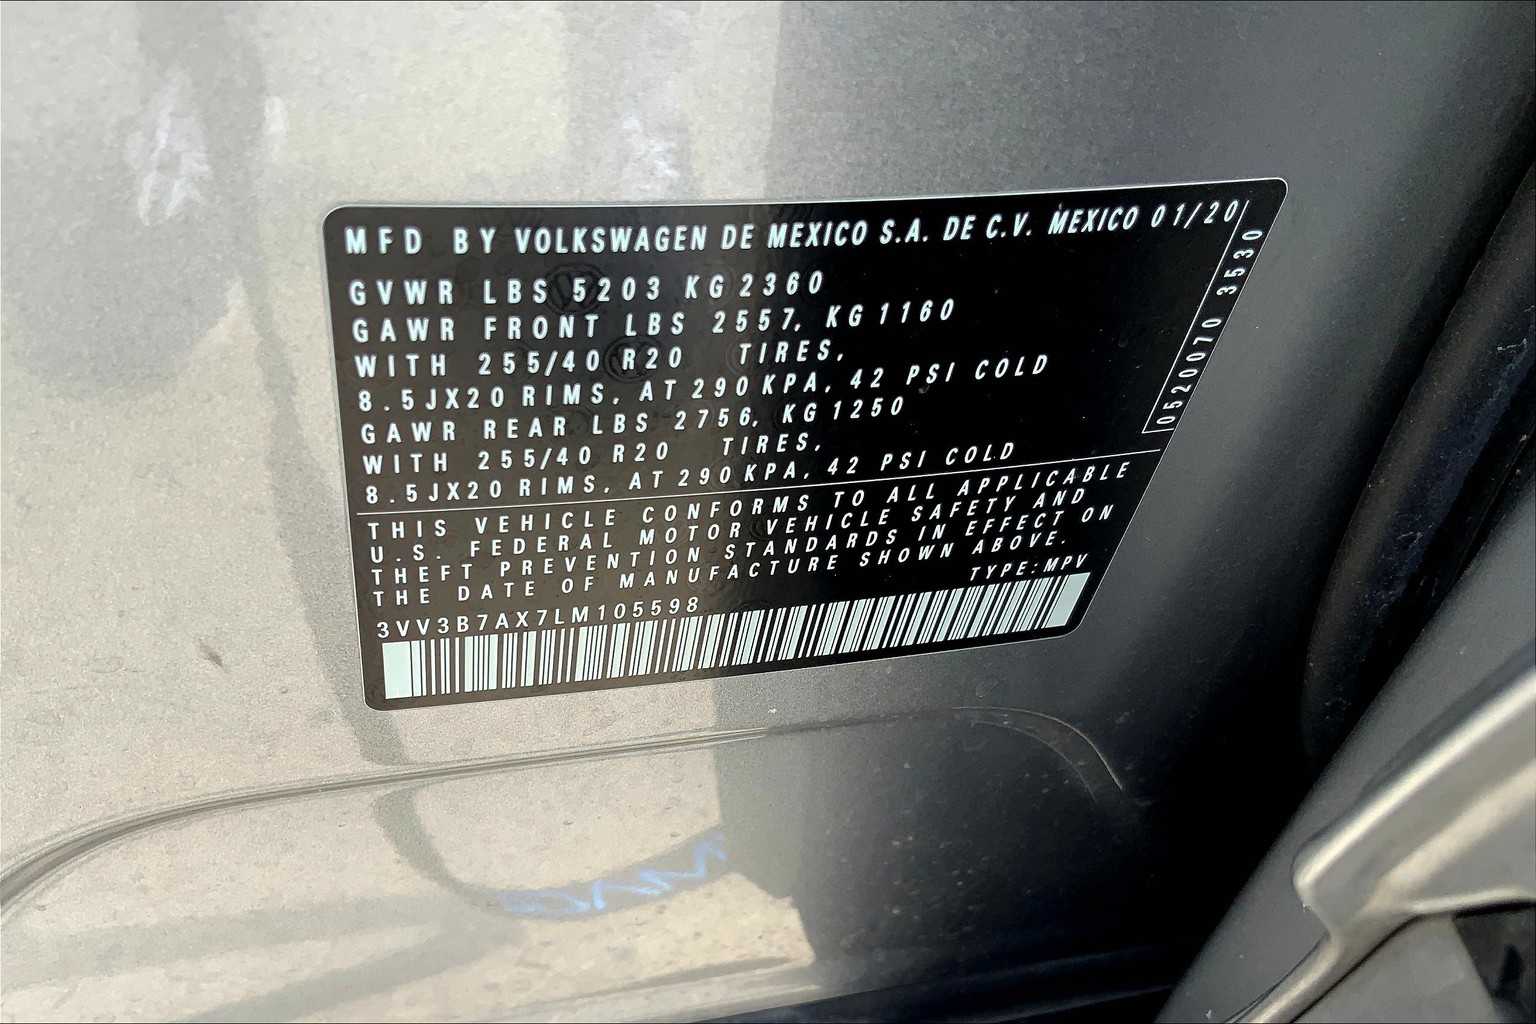 MFD BY VOLKSWAGEN DE MEXICO S.A. DE C.V. MEXICO 01/20
GVWR LBS 5203 KG 2360
GAWR FRONT LBS 2557, KG 1160
WITH 255/40 R20 TIRES,
8.5JX20 RIMS, AT 290 KPA, 42 PSI COLD
GAWR REAR LBS 2756, KG 1250
WITH 255/40 R20 TIRES,
8.5JX20 RIMS, AT 290 KPA, 42 PSI COLD
0520070 3530
THIS VEHICLE CONFORMS TO ALL APPLICABLE
U.S. FEDERAL MOTOR VEHICLE SAFETY AND
THEFT PREVENTION STANDARDS IN EFFECT ON
THE DATE OF MANUFACTURE SHOWN ABOVE.
3VV3B7AX7LM105598 TYPE:MPV